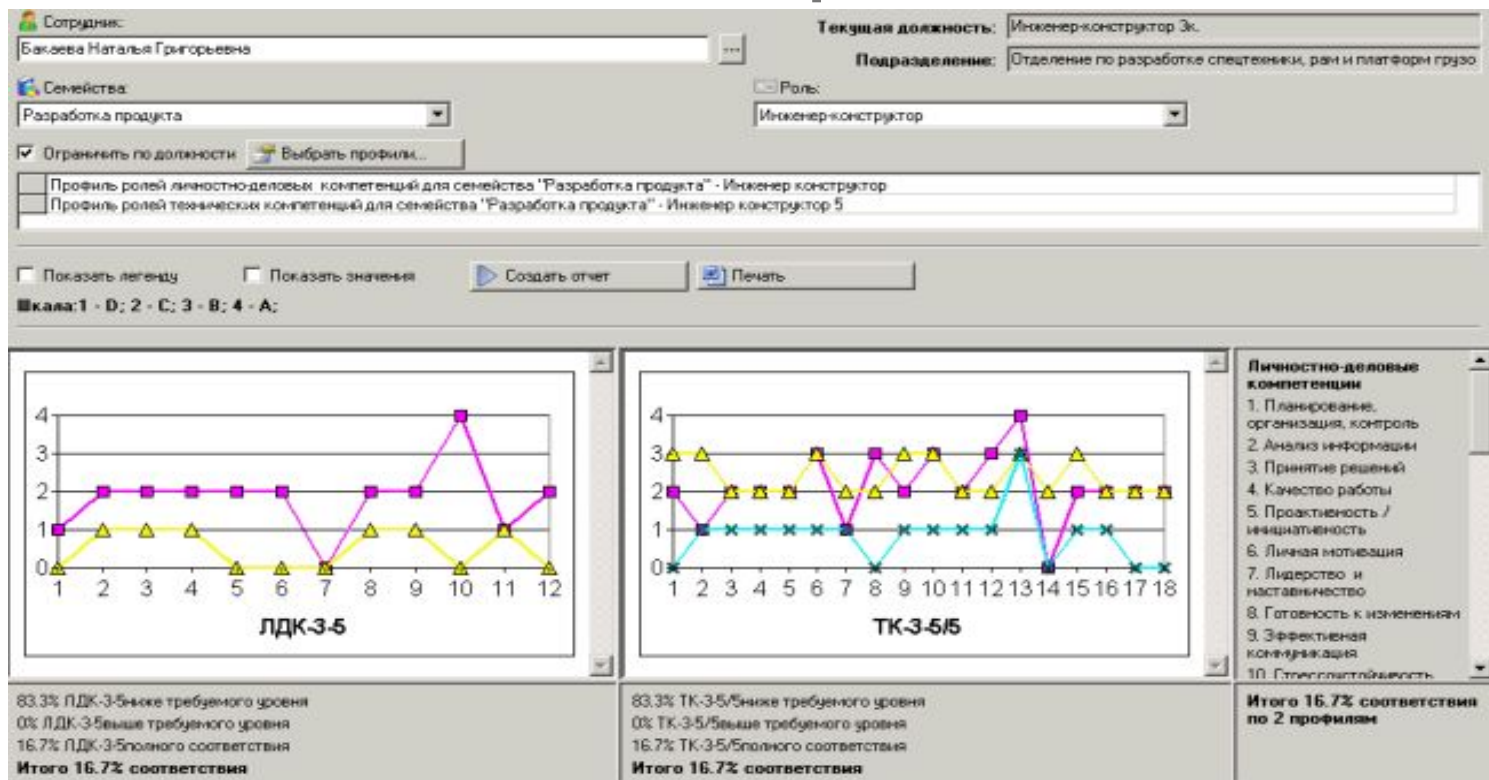 Сотрудник:
Текущая должность: Инженер-конструктор 3к.
Бакаева Наталья Григорьевна ...
Подразделение: Отделение по разработке спецтехники, рам и платформ грузо
Семейства:
Роль:
Разработка продукта
Инженер-конструктор
Ограничить по должности Выбрать профили...
Профиль ролей личностно-деловых компетенций для семейства "Разработка продукта" - Инженер конструктор
Профиль ролей технических компетенций для семейства "Разработка продукта" - Инженер конструктор 5
Показать легенду Показать значения Создать отчет Печать
Шкала:1 - D; 2 - C; 3 - B; 4 - A;
4
3
2
1
0
1 2 3 4 5 6 7 8 9 10 11 12
ЛДК-3-5
4
3
2
1
0
1 2 3 4 5 6 7 8 9 10 11 12 13 14 15 16 17 18
ТК-3-5/5
Личностно-деловые
компетенции
1. Планирование,
организация, контроль
2. Анализ информации
3. Принятие решений
4. Качество работы
5. Проактивность /
инициативность
6. Личная мотивация
7. Лидерство и
наставничество
8. Готовность к изменениям
9. Эффективная
коммуникация
10. Стрессоустойчивость
83.3% ЛДК-3-5ниже требуемого уровня
0% ЛДК-3-5выше требуемого уровня
16.7% ЛДК-3-5полного соответствия
Итого 16.7% соответствия
83.3% ТК-3-5/5ниже требуемого уровня
0% ТК-3-5/5выше требуемого уровня
16.7% ТК-3-5/5полного соответствия
Итого 16.7% соответствия
Итого 16.7% соответствия
по 2 профилям